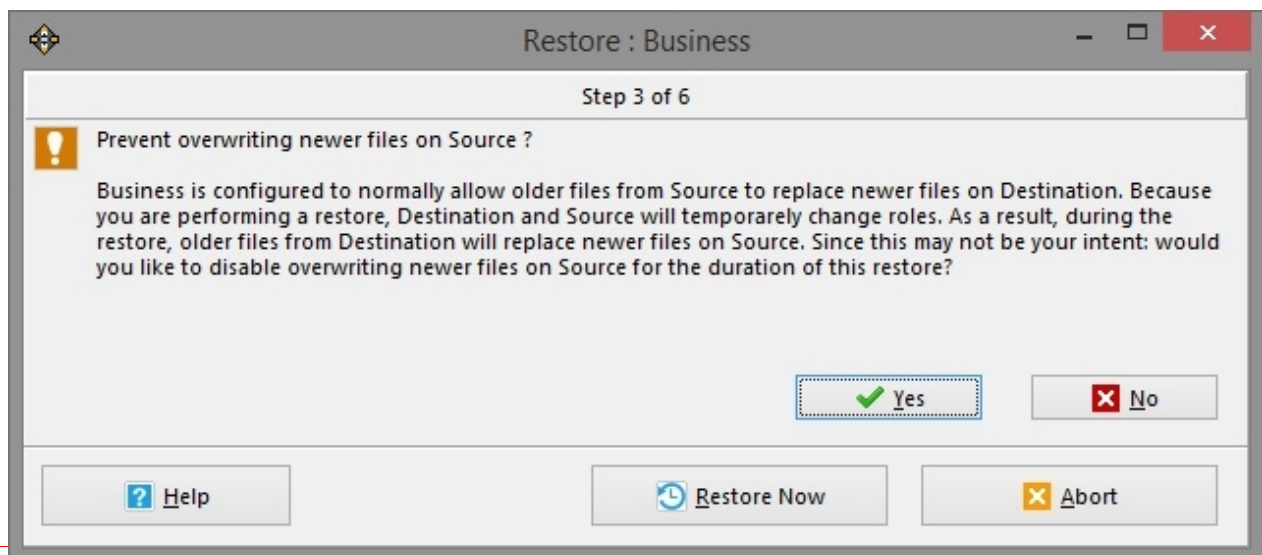 Restore : Business
Step 3 of 6
Prevent overwriting newer files on Source ?
Business is configured to normally allow older files from Source to replace newer files on Destination. Because
you are performing a restore, Destination and Source will temporarely change roles. As a result, during the
restore, older files from Destination will replace newer files on Source. Since this may not be your intent: would
you like to disable overwriting newer files on Source for the duration of this restore?
Yes
No
Help
Restore Now
Abort